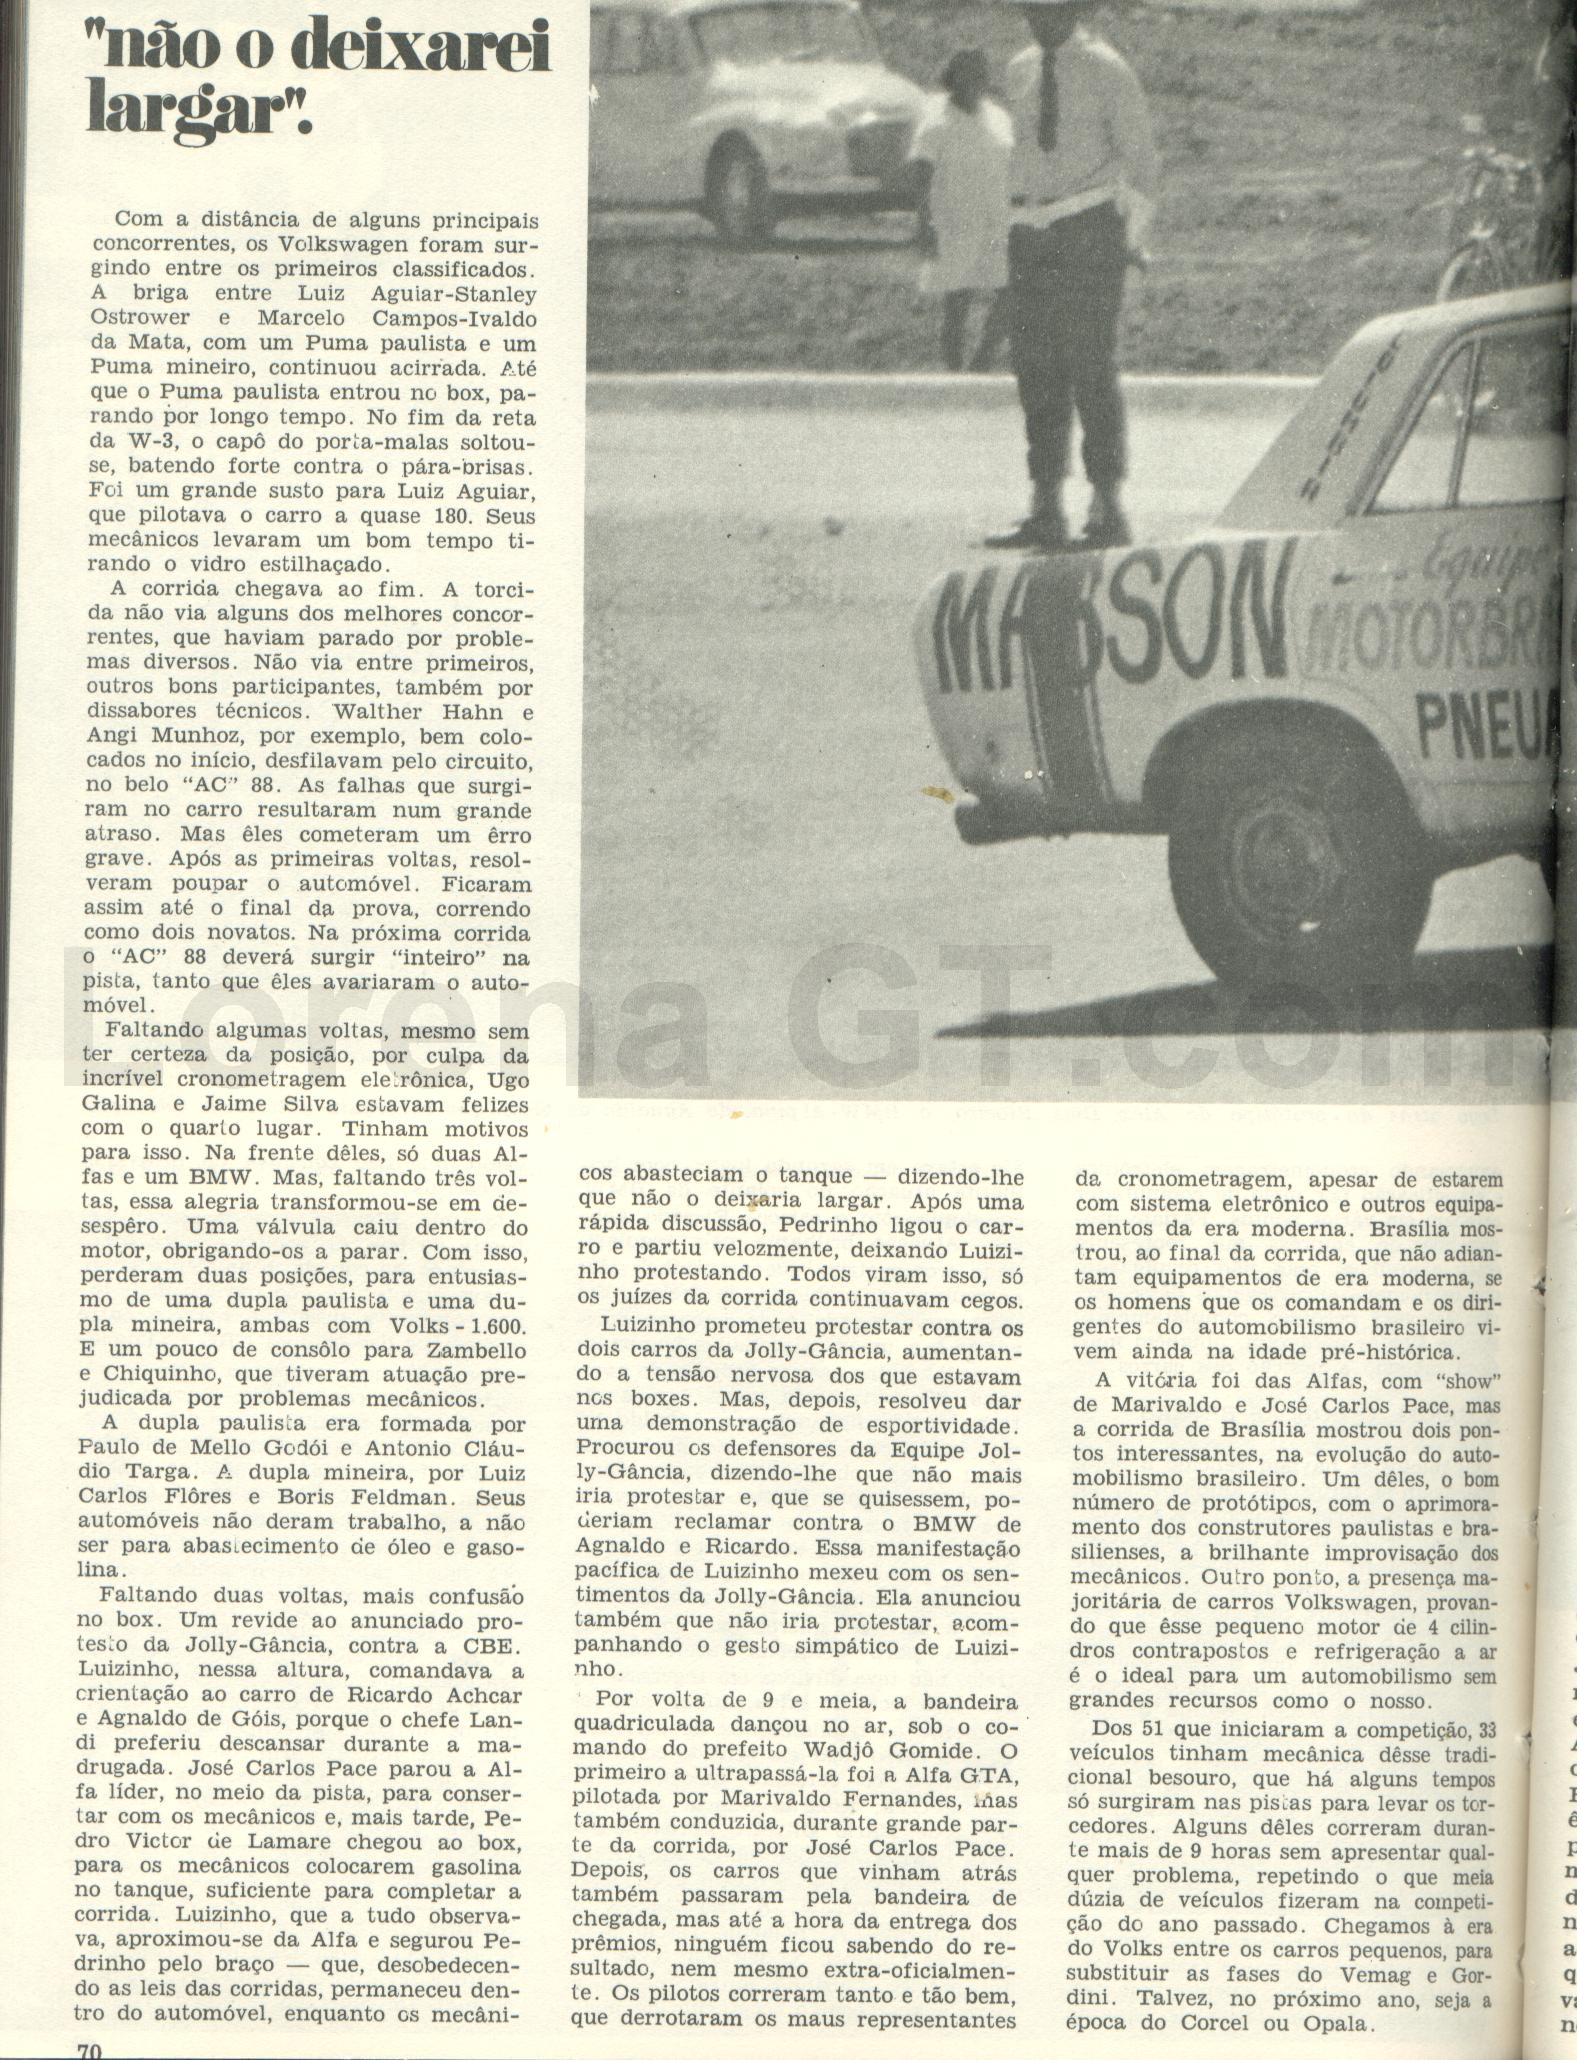 "não o deixarei
largar".
Com a distância de alguns principais
concorrentes, os Volkswagen foram sur-
gindo entre os primeiros classificados.
A briga entre Luiz Aguiar-Stanley
Ostrower e Marcelo Campos-Ivaldo
da Mata, com um Puma paulista e um
Puma mineiro, continuou acirrada. Até
que o Puma paulista entrou no box, pa-
rando por longo tempo. No fim da reta
da W-3, o capô do porta-malas soltou-
se, batendo forte contra o pára-brisas.
Foi um grande susto para Luiz Aguiar,
que pilotava o carro a quase 180. Seus
mecânicos levaram um bom tempo ti-
rando o vidro estilhaçado.
A corrida chegava ao fim. A torci-
da não via alguns dos melhores concor-
rentes, que haviam parado por proble-
mas diversos. Não via entre primeiros,
outros bons participantes, também por
dissabores técnicos. Walther Hahn e
Angi Munhoz, por exemplo, bem colo-
cados no início, desfilavam pelo circuito,
no belo "AC" 88. As falhas que surgi-
ram no carro resultaram num grande
atraso. Mas êles cometeram um êrro
grave. Após as primeiras voltas, resol-
veram poupar o automóvel. Ficaram
assim até o final da prova, correndo
como dois novatos. Na próxima corrida
o "AC" 88 deverá surgir "inteiro" na
pista, tanto que êles avariaram o auto-
móvel.
Faltando algumas voltas, mesmo sem
ter certeza da posição, por culpa da
incrível cronometragem eletrônica, Ugo
Galina e Jaime Silva estavam felizes
com o quarto lugar. Tinham motivos
para isso. Na frente dêles, só duas Al-
fas e um BMW. Mas, faltando três vol-
tas, essa alegria transformou-se em de-
sespêro. Uma válvula caiu dentro do
motor, obrigando-os a parar. Com isso,
perderam duas posições, para entusias-
mo de uma dupla paulista e uma du-
pla mineira, ambas com Volks - 1.600.
E um pouco de consôlo para Zambello
e Chiquinho, que tiveram atuação pre-
judicada por problemas mecânicos.
A dupla paulista era formada por
Paulo de Mello Godói e Antonio Cláu-
dio Targa. A dupla mineira, por Luiz
Carlos Flôres e Boris Feldman. Seus
automóveis não deram trabalho, a não
ser para abastecimento de óleo e gaso-
lina.
Faltando duas voltas, mais confusão
no box. Um revide ao anunciado pro-
testo da Jolly-Gância, contra a CBE.
Luizinho, nessa altura, comandava a
orientação ao carro de Ricardo Achcar
e Agnaldo de Góis, porque o chefe Lan-
di preferiu descansar durante a ma-
drugada. José Carlos Pace parou a Al-
fa líder, no meio da pista, para conser-
tar com os mecânicos e, mais tarde, Pe-
dro Victor de Lamare chegou ao box,
para os mecânicos colocarem gasolina
no tanque, suficiente para completar a
corrida. Luizinho, que a tudo observa-
va, aproximou-se da Alfa e segurou Pe-
drinho pelo braço — que, desobedecen-
do as leis das corridas, permaneceu den-
tro do automóvel, enquanto os mecâni-
70
MASSON
Equipe
MOTORBR
PNEU
cos abasteciam o tanque — dizendo-lhe
que não o deixaria largar. Após uma
rápida discussão, Pedrinho ligou o car-
ro e partiu velozmente, deixando Luizi-
nho protestando. Todos viram isso, só
os juízes da corrida continuavam cegos.
Luizinho prometeu protestar contra os
dois carros da Jolly-Gância, aumentan-
do a tensão nervosa dos que estavam
nos boxes. Mas, depois, resolveu dar
uma demonstração de esportividade.
Procurou os defensores da Equipe Jol-
ly-Gância, dizendo-lhe que não mais
iria protestar e, que se quisessem, po-
deriam reclamar contra o BMW de
Agnaldo e Ricardo. Essa manifestação
pacífica de Luizinho mexeu com os sen-
timentos da Jolly-Gância. Ela anunciou
também que não iria protestar, acom-
panhando o gesto simpático de Luizi-
nho.
Por volta de 9 e meia, a bandeira
quadriculada dançou no ar, sob o co-
mando do prefeito Wadjô Gomide. O
primeiro a ultrapassá-la foi a Alfa GTA,
pilotada por Marivaldo Fernandes, mas
também conduzida, durante grande par-
te da corrida, por José Carlos Pace.
Depois, os carros que vinham atrás
também passaram pela bandeira de
chegada, mas até a hora da entrega dos
prêmios, ninguém ficou sabendo do re-
sultado, nem mesmo extra-oficialmen-
te. Os pilotos correram tanto e tão bem,
que derrotaram os maus representantes
da cronometragem, apesar de estarem
com sistema eletrônico e outros equipa-
mentos da era moderna. Brasília mos-
trou, ao final da corrida, que não adian-
tam equipamentos de era moderna, se
os homens que os comandam e os diri-
gentes do automobilismo brasileiro vi-
vem ainda na idade pré-histórica.
A vitória foi das Alfas, com "show"
de Marivaldo e José Carlos Pace, mas
a corrida de Brasília mostrou dois pon-
tos interessantes, na evolução do auto-
mobilismo brasileiro. Um dêles, o bom
número de protótipos, com o aprimora-
mento dos construtores paulistas e bra-
silienses, a brilhante improvisação dos
mecânicos. Outro ponto, a presença ma-
joritária de carros Volkswagen, provan-
do que êsse pequeno motor de 4 cilin-
dros contrapostos e refrigeração a ar
é o ideal para um automobilismo sem
grandes recursos como o nosso.
Dos 51 que iniciaram a competição, 33
veículos tinham mecânica dêsse tradi-
cional besouro, que há alguns tempos
só surgiram nas pistas para levar os tor-
cedores. Alguns dêles correram duran-
te mais de 9 horas sem apresentar qual-
quer problema, repetindo o que meia
dúzia de veículos fizeram na competi-
ção do ano passado. Chegamos à era
do Volks entre os carros pequenos, para
substituir as fases do Vemag e Gor-
dini. Talvez, no próximo ano, seja a
época do Corcel ou Opala.
Lorena GT.com